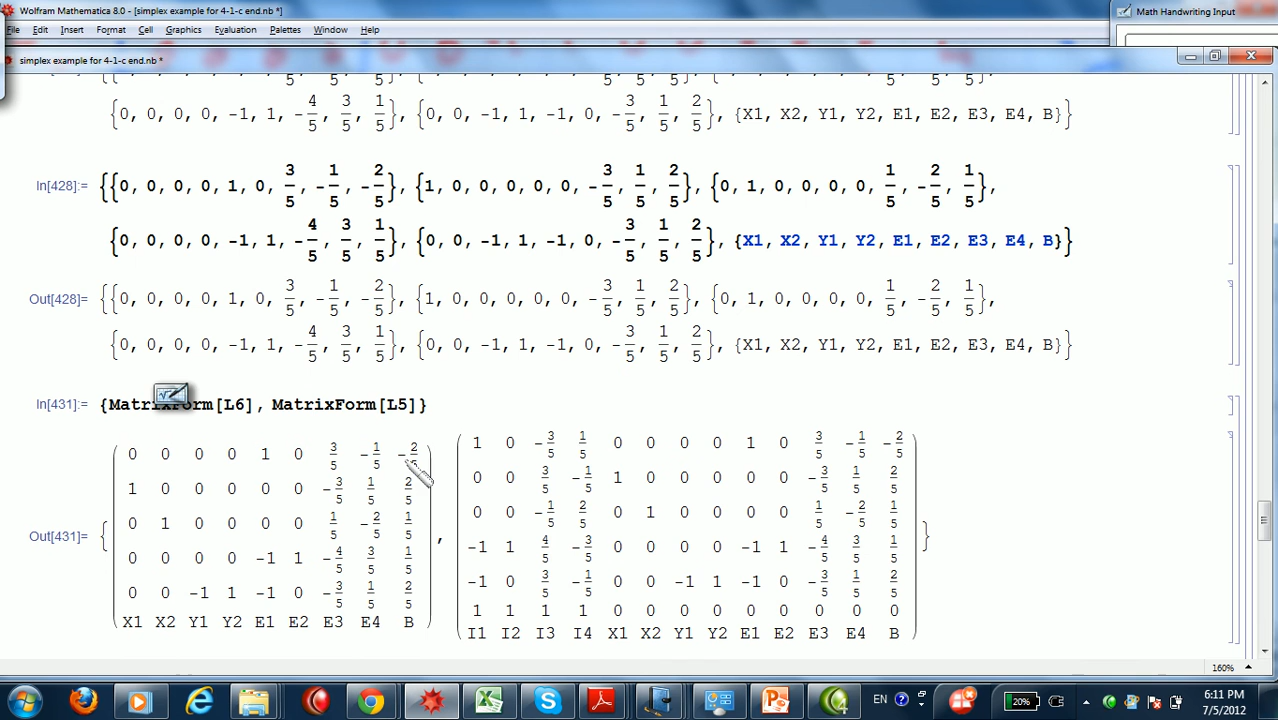 Wolfram Mathematica 8.0 - [simplex example for 4-1-c end.nb *]
Math Handwriting Input
File Edit Insert Format Cell Graphics Evaluation Palettes Window Help
simplex example for 4-1-c end.nb *
5 5 5 5 5 5 5 5 5
{0, 0, 0, 0, -1, 1, -4/5, 3/5, 1/5}, {0, 0, -1, 1, -1, 0, -3/5, 1/5, 2/5}, {X1, X2, Y1, Y2, E1, E2, E3, E4, B}}
In[428]:= {{0, 0, 0, 0, 1, 0, 3/5, -1/5, -2/5}, {1, 0, 0, 0, 0, 0, -3/5, 1/5, 2/5}, {0, 1, 0, 0, 0, 0, 1/5, -2/5, 1/5},
{0, 0, 0, 0, -1, 1, -4/5, 3/5, 1/5}, {0, 0, -1, 1, -1, 0, -3/5, 1/5, 2/5}, {X1, X2, Y1, Y2, E1, E2, E3, E4, B}}
Out[428]= {{0, 0, 0, 0, 1, 0, 3/5, -1/5, -2/5}, {1, 0, 0, 0, 0, 0, -3/5, 1/5, 2/5}, {0, 1, 0, 0, 0, 0, 1/5, -2/5, 1/5},
{0, 0, 0, 0, -1, 1, -4/5, 3/5, 1/5}, {0, 0, -1, 1, -1, 0, -3/5, 1/5, 2/5}, {X1, X2, Y1, Y2, E1, E2, E3, E4, B}}
In[431]:= {MatrixForm[L6], MatrixForm[L5]}
Out[431]= {
0 0 0 0 1 0 3/5 -1/5 -2/5
1 0 0 0 0 0 -3/5 1/5 2/5
0 1 0 0 0 0 1/5 -2/5 1/5
0 0 0 0 -1 1 -4/5 3/5 1/5
0 0 -1 1 -1 0 -3/5 1/5 2/5
X1 X2 Y1 Y2 E1 E2 E3 E4 B
,
1 0 -3/5 1/5 0 0 0 0 1 0 3/5 -1/5 -2/5
0 0 3/5 -1/5 1 0 0 0 0 0 -3/5 1/5 2/5
0 0 -1/5 2/5 0 1 0 0 0 0 1/5 -2/5 1/5
-1 1 4/5 -3/5 0 0 0 0 -1 1 -4/5 3/5 1/5
-1 0 3/5 -1/5 0 0 -1 1 -1 0 -3/5 1/5 2/5
1 1 1 1 0 0 0 0 0 0 0 0 0
I1 I2 I3 I4 X1 X2 Y1 Y2 E1 E2 E3 E4 B
}
160%
EN
20%
6:11 PM
7/5/2012